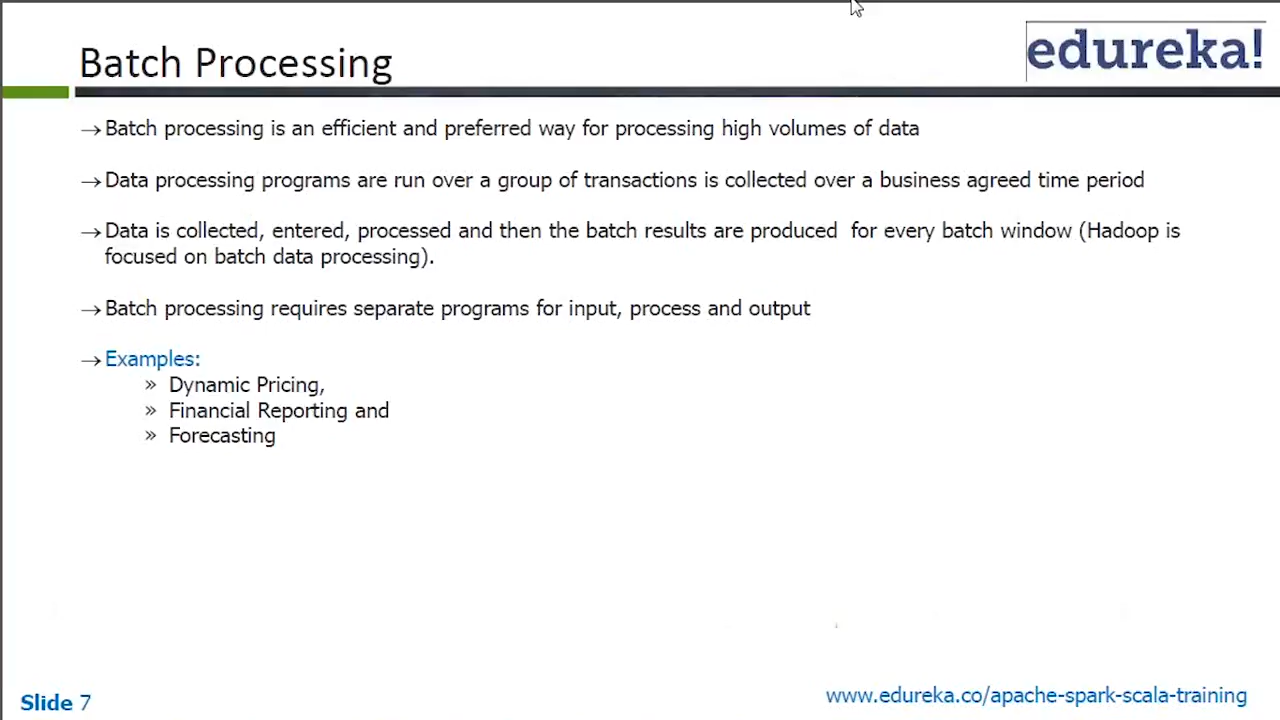 Batch Processing
edureka!
→Batch processing is an efficient and preferred way for processing high volumes of data
→Data processing programs are run over a group of transactions is collected over a business agreed time period
→Data is collected, entered, processed and then the batch results are produced for every batch window (Hadoop is
focused on batch data processing).
→Batch processing requires separate programs for input, process and output
→Examples:
» Dynamic Pricing,
» Financial Reporting and
» Forecasting
Slide 7
www.edureka.co/apache-spark-scala-training